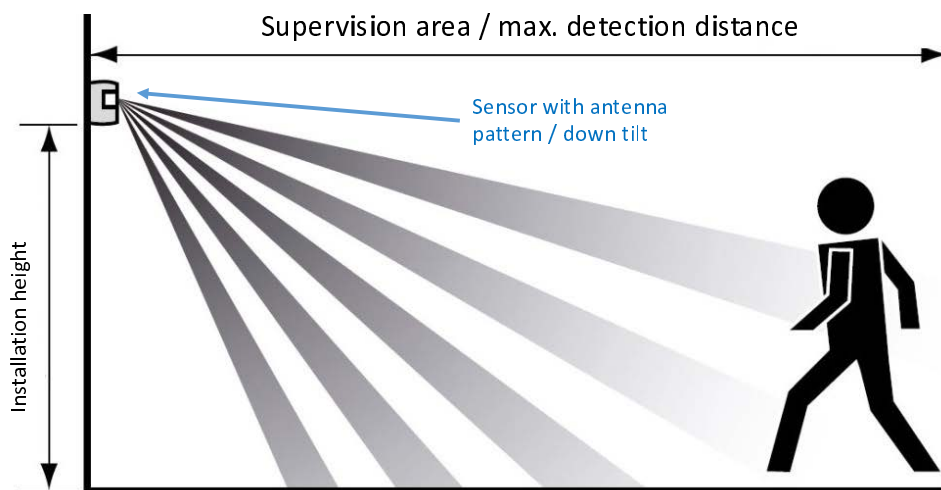 Supervision area / max. detection distance
Sensor with antenna
pattern / down tilt
Installation height